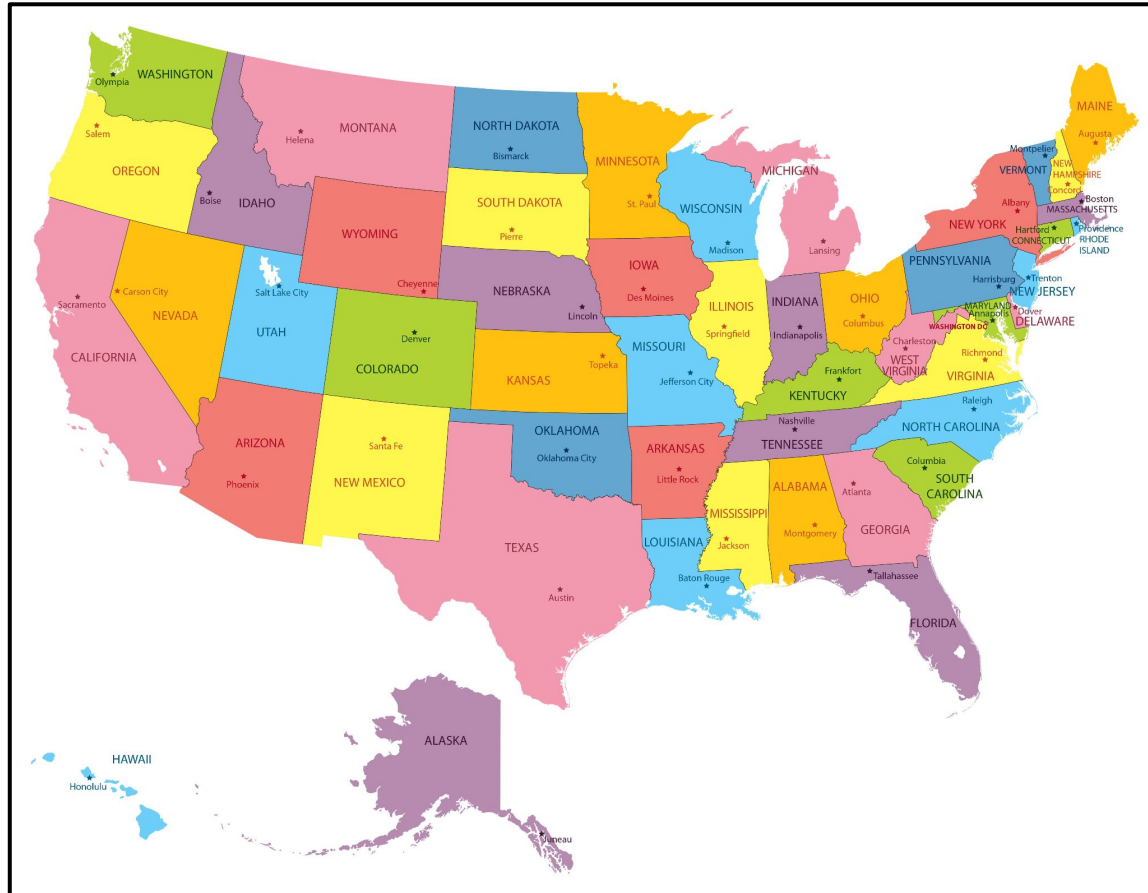 WASHINGTON
Olympia
OREGON
Salem
CALIFORNIA
Sacramento
NEVADA
Carson City
IDAHO
Boise
MONTANA
Helena
WYOMING
Cheyenne
UTAH
Salt Lake City
COLORADO
Denver
ARIZONA
Phoenix
NEW MEXICO
Santa Fe
NORTH DAKOTA
Bismarck
SOUTH DAKOTA
Pierre
NEBRASKA
Lincoln
KANSAS
Topeka
OKLAHOMA
Oklahoma City
TEXAS
Austin
MINNESOTA
St. Paul
IOWA
Des Moines
MISSOURI
Jefferson City
ARKANSAS
Little Rock
LOUISIANA
Baton Rouge
WISCONSIN
Madison
ILLINOIS
Springfield
MICHIGAN
Lansing
INDIANA
Indianapolis
OHIO
Columbus
KENTUCKY
Frankfort
Nashville
TENNESSEE
MISSISSIPPI
Jackson
ALABAMA
Montgomery
GEORGIA
Atlanta
Tallahassee
FLORIDA
Columbia
SOUTH
CAROLINA
Raleigh
NORTH CAROLINA
Richmond
VIRGINIA
Charleston
WEST
VIRGINIA
WASHINGTON DC
MARYLAND
Annapolis
Dover
DELAWARE
PENNSYLVANIA
Harrisburg
Trenton
NEW JERSEY
Albany
NEW YORK
Hartford
CONNECTICUT
Providence
RHODE
ISLAND
Boston
MASSACHUSETTS
Montpelier
VERMONT
NEW
HAMPSHIRE
Concord
MAINE
Augusta
ALASKA
Juneau
HAWAII
Honolulu